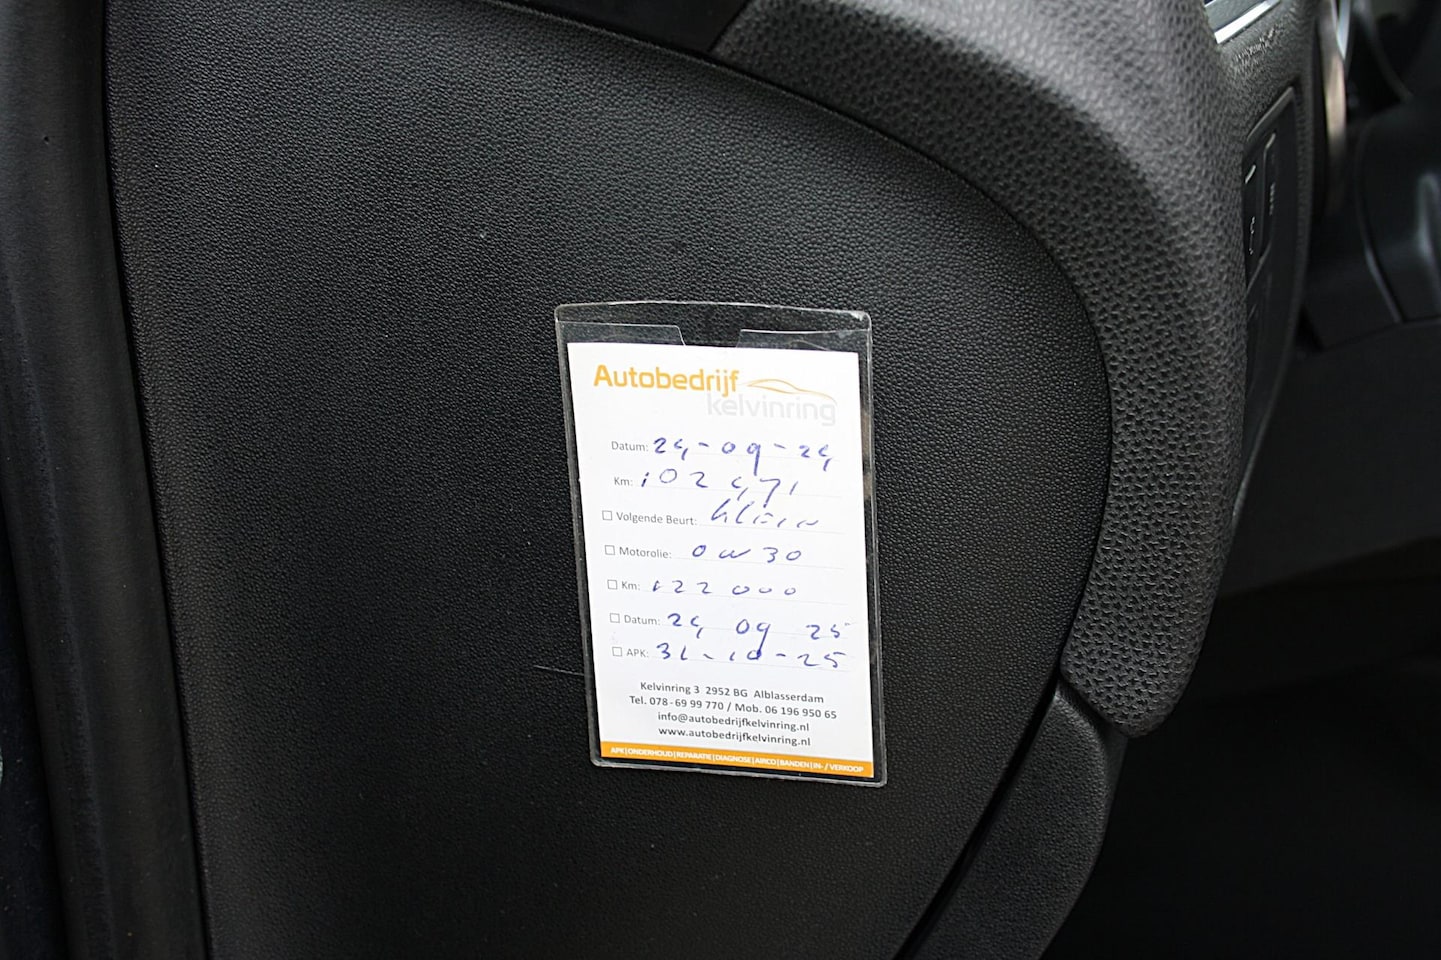 Autobedrijf
kelvinring
Datum: 24-09-24
Km: 102471
Volgende Beurt: klein
Motorolie: 0W30
Km: 122000
Datum: 24 09 25
APK: 31-10-25
Kelvinring 3 2952 BG Alblasserdam
Tel. 078-69 99 770 / Mob. 06 196 950 65
info@autobedrijfkelvinring.nl
www.autobedrijfkelvinring.nl
APK|ONDERHOUD|REPARATIE|DIAGNOSE|AIRCO|BANDEN|IN- / VERKOOP